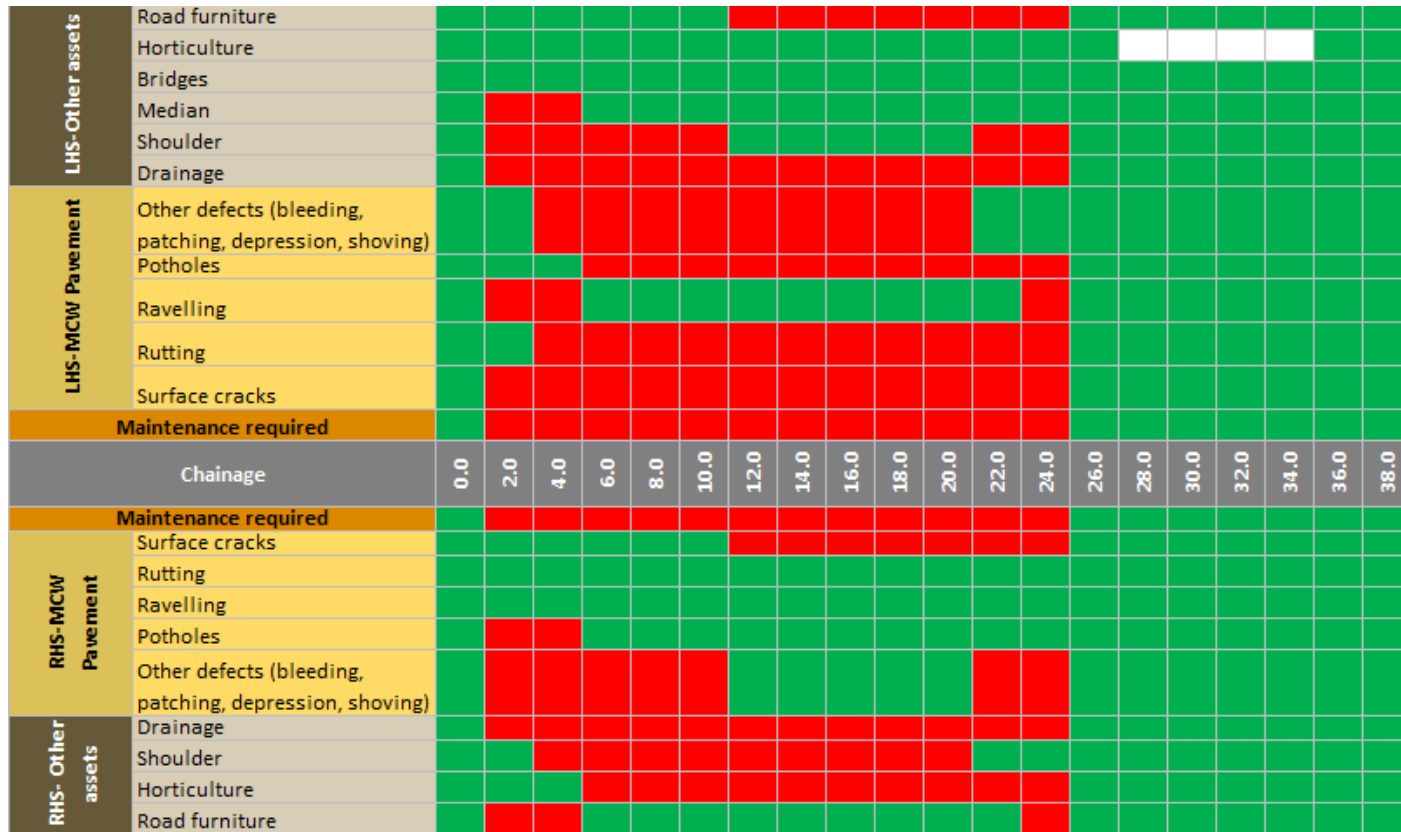 LHS-Other assets
Road furniture
Horticulture
Bridges
Median
Shoulder
Drainage
LHS-MCW Pavement
Other defects (bleeding,
patching, depression, shoving)
Potholes
Ravelling
Rutting
Surface cracks
Maintenance required
Chainage 0.0 2.0 4.0 6.0 8.0 10.0 12.0 14.0 16.0 18.0 20.0 22.0 24.0 26.0 28.0 30.0 32.0 34.0 36.0 38.0
Maintenance required
RHS-MCW
Pavement
Surface cracks
Rutting
Ravelling
Potholes
Other defects (bleeding,
patching, depression, shoving)
RHS- Other
assets
Drainage
Shoulder
Horticulture
Road furniture